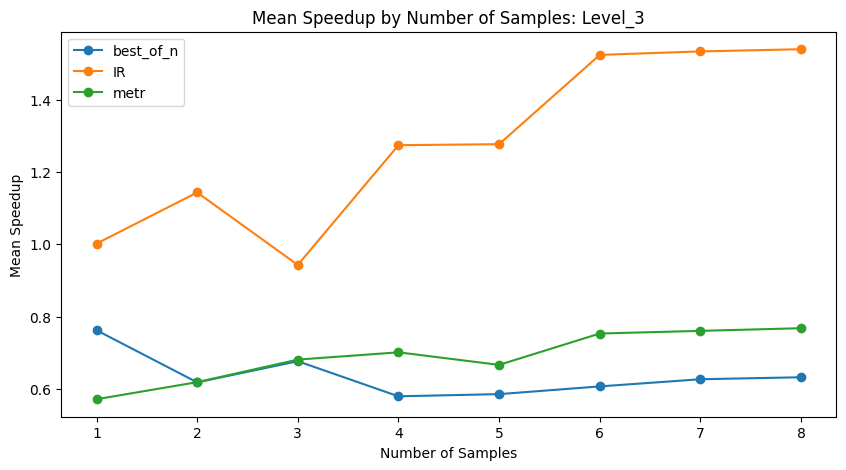 Mean Speedup by Number of Samples: Level_3
best_of_n
IR
metr
Mean Speedup
1.4
1.2
1.0
0.8
0.6
1 2 3 4 5 6 7 8
Number of Samples